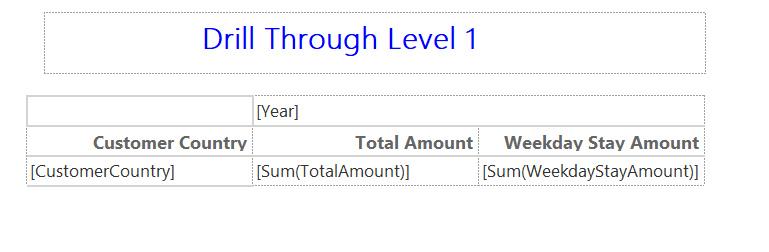 Drill Through Level 1
[Year]
Customer Country Total Amount Weekday Stay Amount
[CustomerCountry] [Sum(TotalAmount)] [Sum(WeekdayStayAmount)]